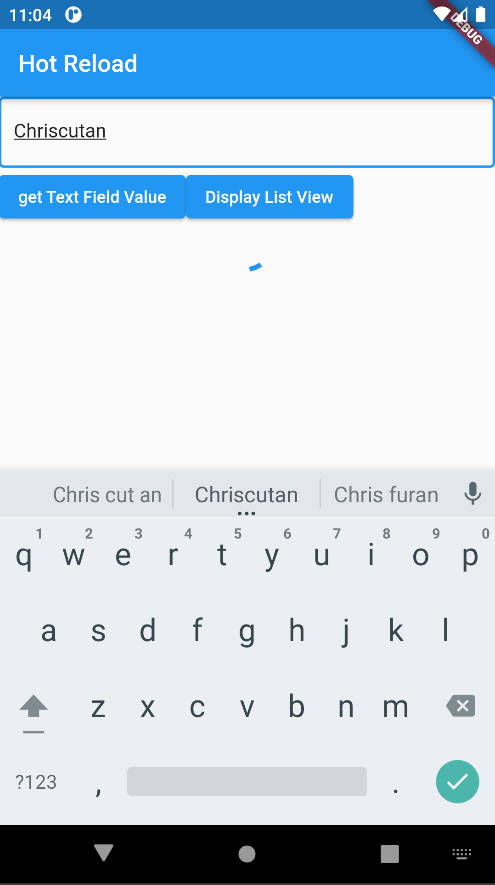 11:04
DEBUG
Hot Reload
Chriscutan
get Text Field Value Display List View
Chris cut an Chriscutan Chris furan
1 2 3 4 5 6 7 8 9 0
q w e r t y u i o p
a s d f g h j k l
z x c v b n m
?123 , .